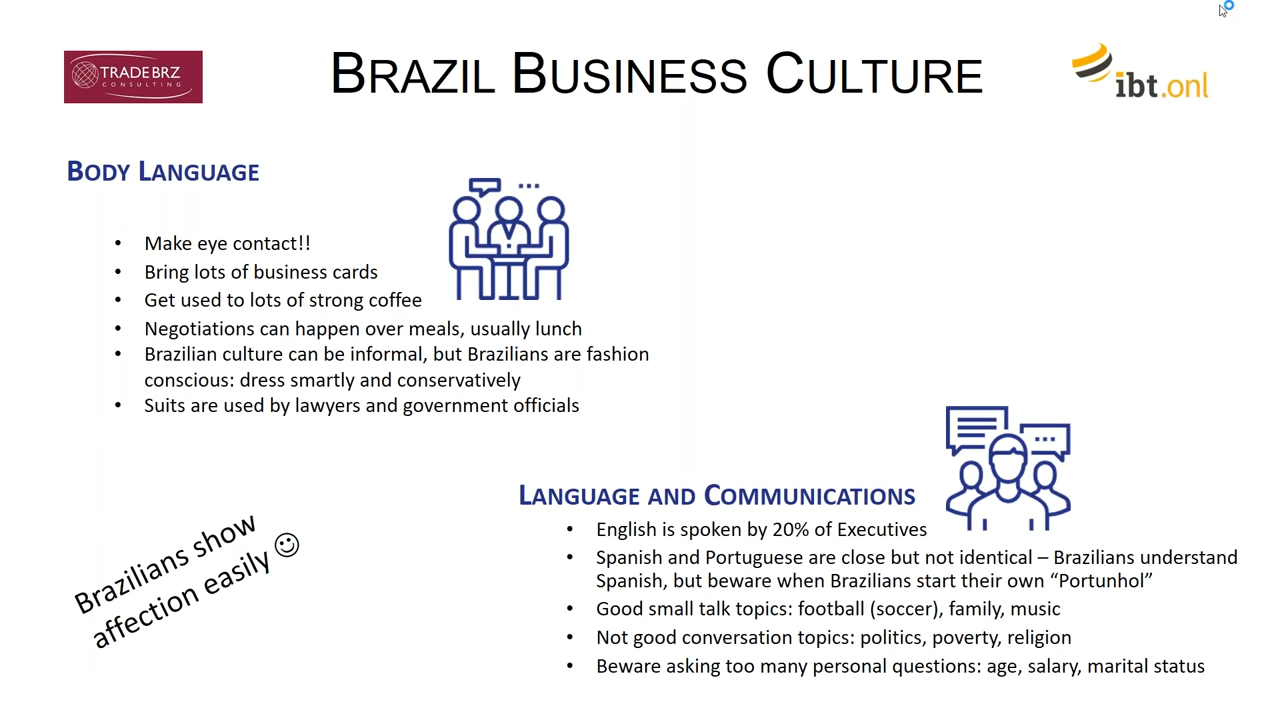 TRADEBRZ
CONSULTING
BRAZIL BUSINESS CULTURE
ibt.onl
BODY LANGUAGE
• Make eye contact!!
• Bring lots of business cards
• Get used to lots of strong coffee
• Negotiations can happen over meals, usually lunch
• Brazilian culture can be informal, but Brazilians are fashion
conscious: dress smartly and conservatively
• Suits are used by lawyers and government officials
Brazilians show
affection easily ☺
LANGUAGE AND COMMUNICATIONS
• English is spoken by 20% of Executives
• Spanish and Portuguese are close but not identical – Brazilians understand
Spanish, but beware when Brazilians start their own “Portunhol”
• Good small talk topics: football (soccer), family, music
• Not good conversation topics: politics, poverty, religion
• Beware asking too many personal questions: age, salary, marital status